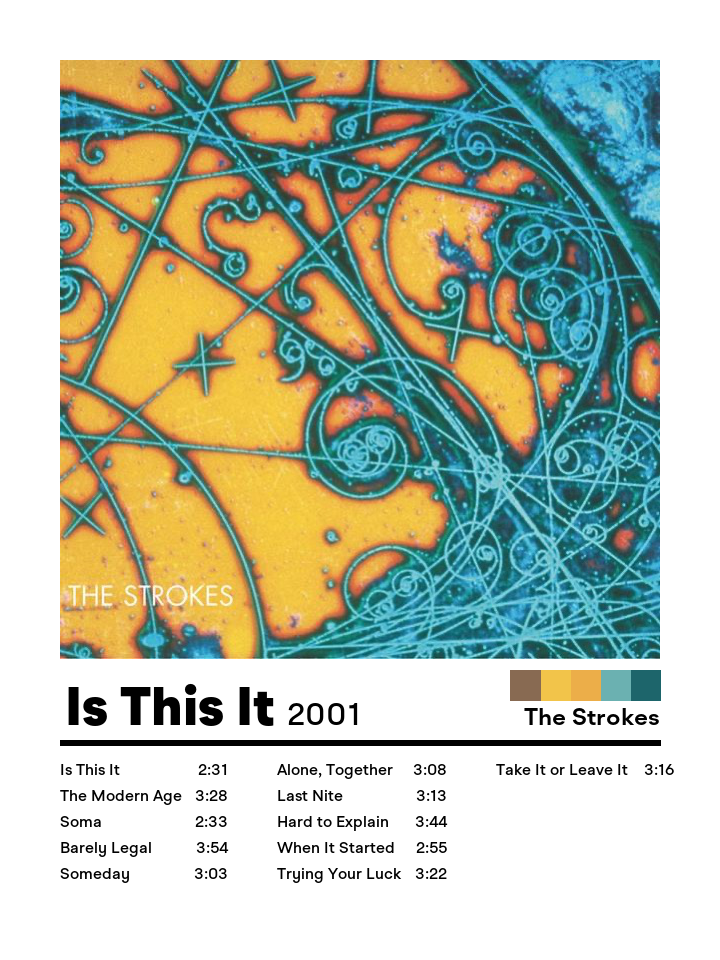 THE STROKES
Is This It 2001
The Strokes
Is This It 2:31
The Modern Age 3:28
Soma 2:33
Barely Legal 3:54
Someday 3:03
Alone, Together 3:08
Last Nite 3:13
Hard to Explain 3:44
When It Started 2:55
Trying Your Luck 3:22
Take It or Leave It 3:16